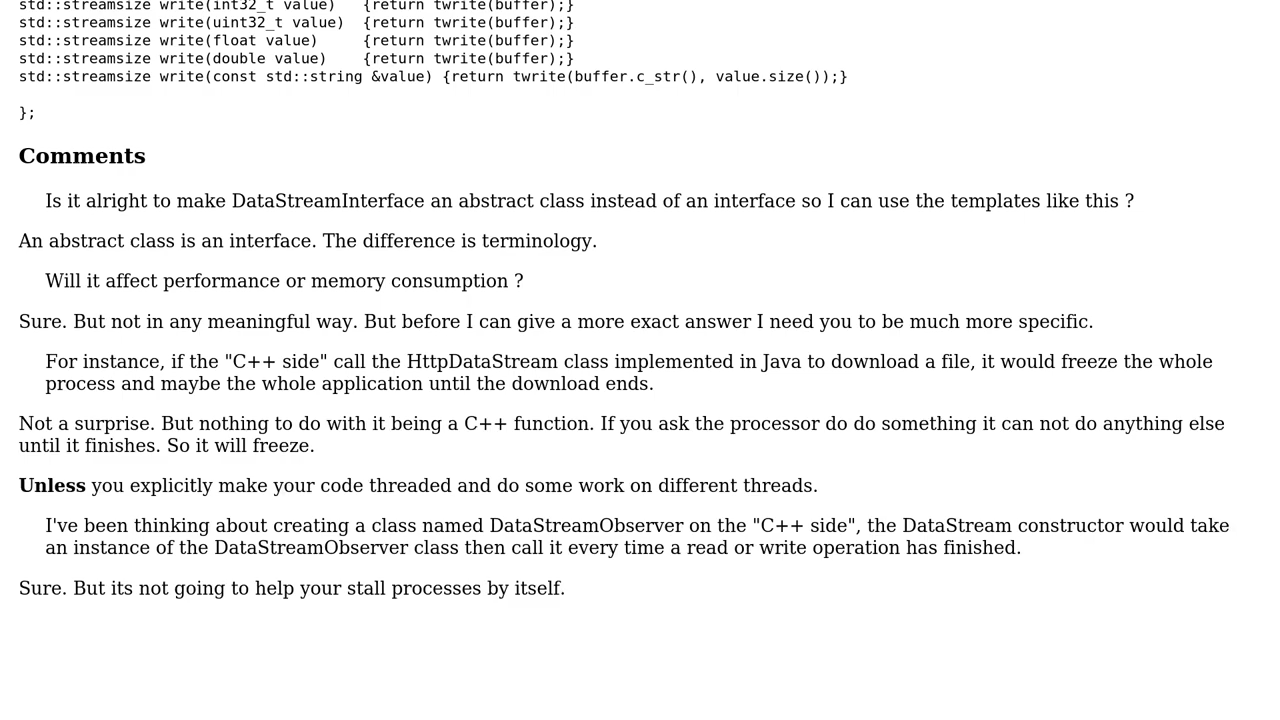 std::streamsize write(int32_t value)   {return twrite(buffer);}
std::streamsize write(uint32_t value)  {return twrite(buffer);}
std::streamsize write(float value)     {return twrite(buffer);}
std::streamsize write(double value)    {return twrite(buffer);}
std::streamsize write(const std::string &value) {return twrite(buffer.c_str(), value.size());}
};
Comments
Is it alright to make DataStreamInterface an abstract class instead of an interface so I can use the templates like this ?
An abstract class is an interface. The difference is terminology.
Will it affect performance or memory consumption ?
Sure. But not in any meaningful way. But before I can give a more exact answer I need you to be much more specific.
For instance, if the "C++ side" call the HttpDataStream class implemented in Java to download a file, it would freeze the whole
process and maybe the whole application until the download ends.
Not a surprise. But nothing to do with it being a C++ function. If you ask the processor do do something it can not do anything else
until it finishes. So it will freeze.
Unless you explicitly make your code threaded and do some work on different threads.
I've been thinking about creating a class named DataStreamObserver on the "C++ side", the DataStream constructor would take
an instance of the DataStreamObserver class then call it every time a read or write operation has finished.
Sure. But its not going to help your stall processes by itself.